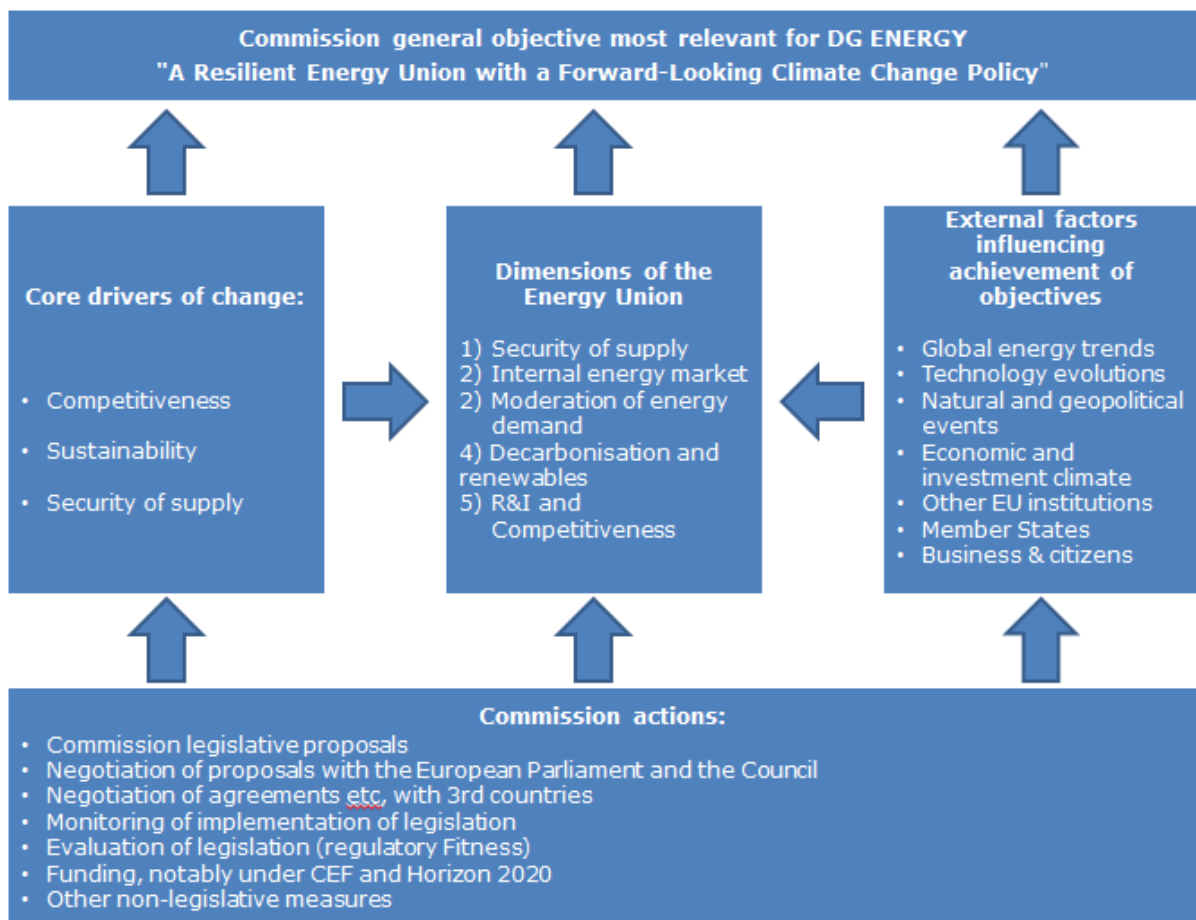 Commission general objective most relevant for DG ENERGY
"A Resilient Energy Union with a Forward-Looking Climate Change Policy"
Core drivers of change:
• Competitiveness
• Sustainability
• Security of supply
Dimensions of the
Energy Union
1) Security of supply
2) Internal energy market
2) Moderation of energy
demand
4) Decarbonisation and
renewables
5) R&I and
Competitiveness
External factors
influencing
achievement of
objectives
• Global energy trends
• Technology evolutions
• Natural and geopolitical
events
• Economic and
investment climate
• Other EU institutions
• Member States
• Business & citizens
Commission actions:
• Commission legislative proposals
• Negotiation of proposals with the European Parliament and the Council
• Negotiation of agreements etc, with 3rd countries
• Monitoring of implementation of legislation
• Evaluation of legislation (regulatory Fitness)
• Funding, notably under CEF and Horizon 2020
• Other non-legislative measures